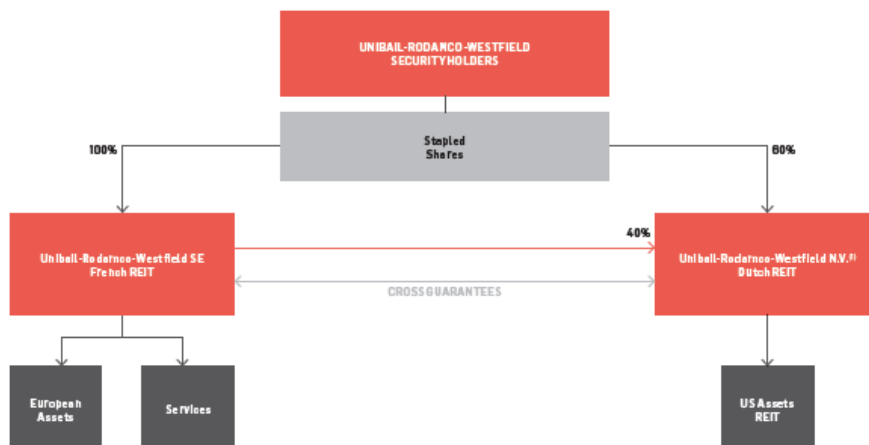 UNIBAIL-RODAMCO-WESTFIELD
SECURITYHOLDERS
Stapled
Shares
100%
60%
Unibail-Rodamco-Westfield SE
French REIT
40%
Unibail-Rodamco-Westfield N.V.⁽¹⁾
Dutch REIT
CROSS GUARANTEES
European
Assets
Services
US Assets
REIT